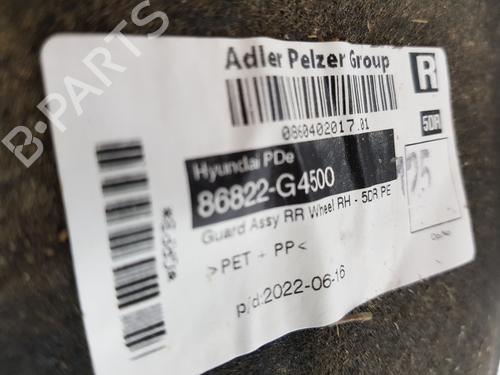 Adler Pelzer Group
R
0860402017.01
5DR
Hyundai PDe
86822-G4500
Guard Assy RR Wheel RH - 5DR PE
>PET + PP<
p/d:2022-06-16
B-PARTS